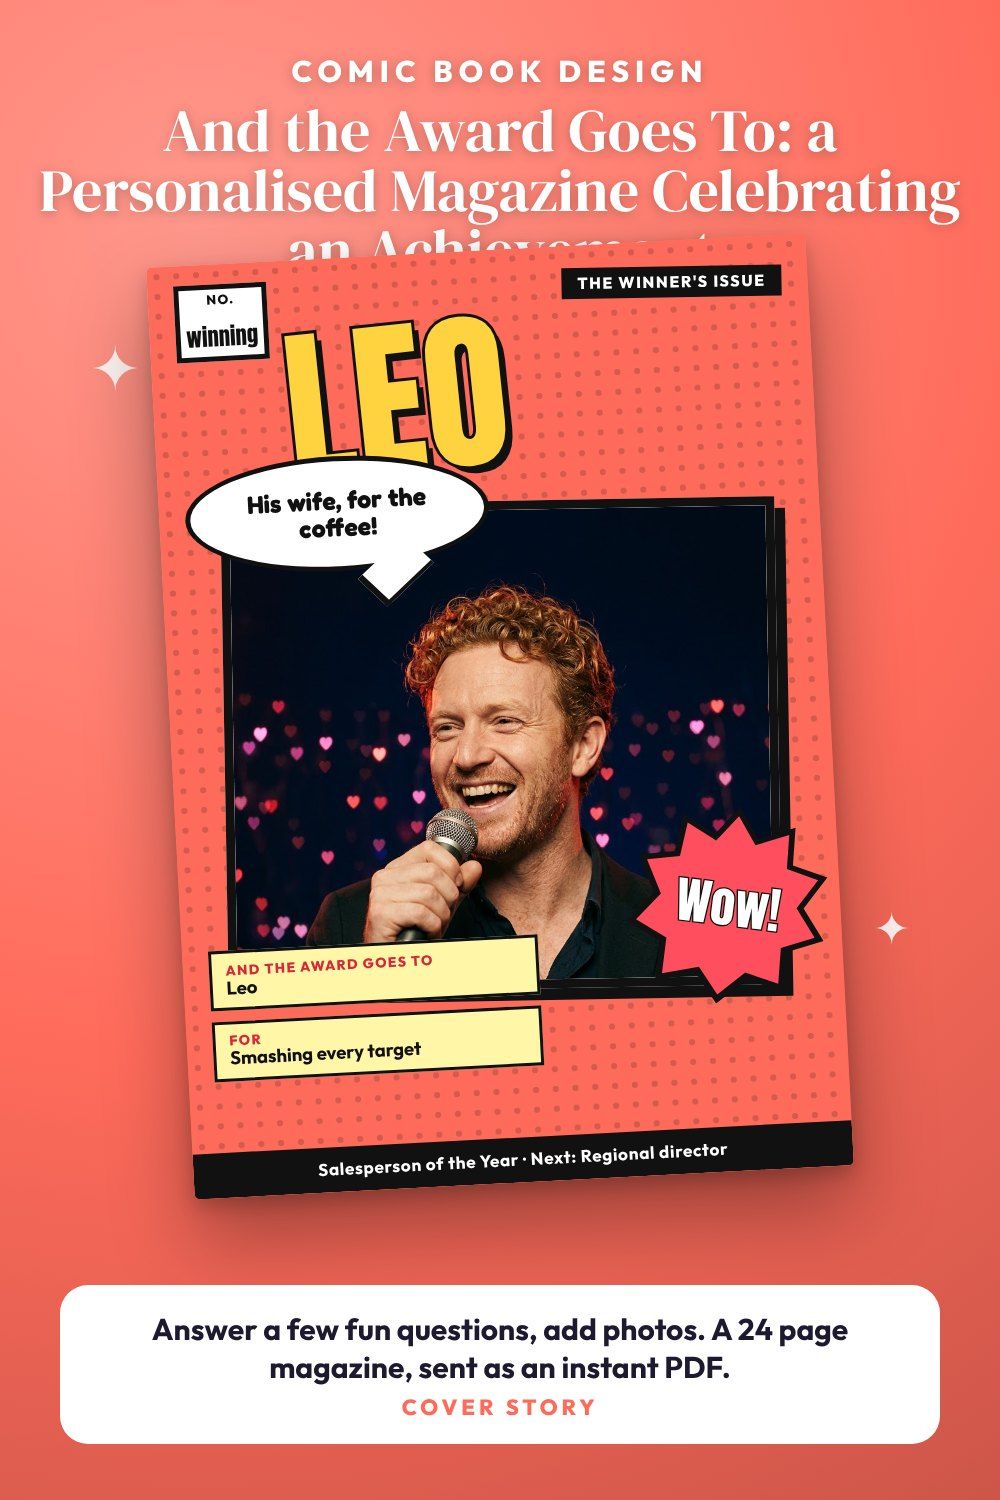 COMIC BOOK DESIGN
And the Award Goes To: a
Personalised Magazine Celebrating
an
THE WINNER'S ISSUE
NO.
winning
LEO
His wife, for the
coffee!
Wow!
AND THE AWARD GOES TO
Leo
FOR
Smashing every target
Salesperson of the Year · Next: Regional director
Answer a few fun questions, add photos. A 24 page
magazine, sent as an instant PDF.
COVER STORY